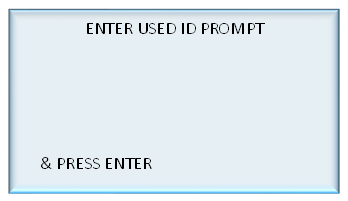 ENTER USED ID PROMPT
& PRESS ENTER